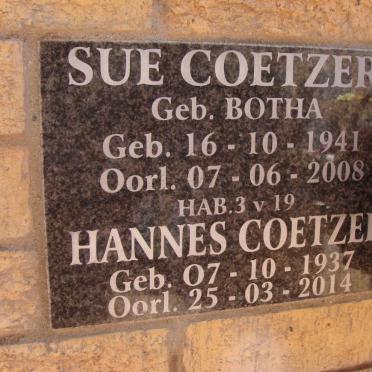 SUE COETZER
Geb. BOTHA
Geb. 16 - 10 - 1941
Oorl. 07 - 06 - 2008
HAB.3 v 19
HANNES COETZER
Geb. 07 - 10 - 1937
Oorl. 25 - 03 - 2014